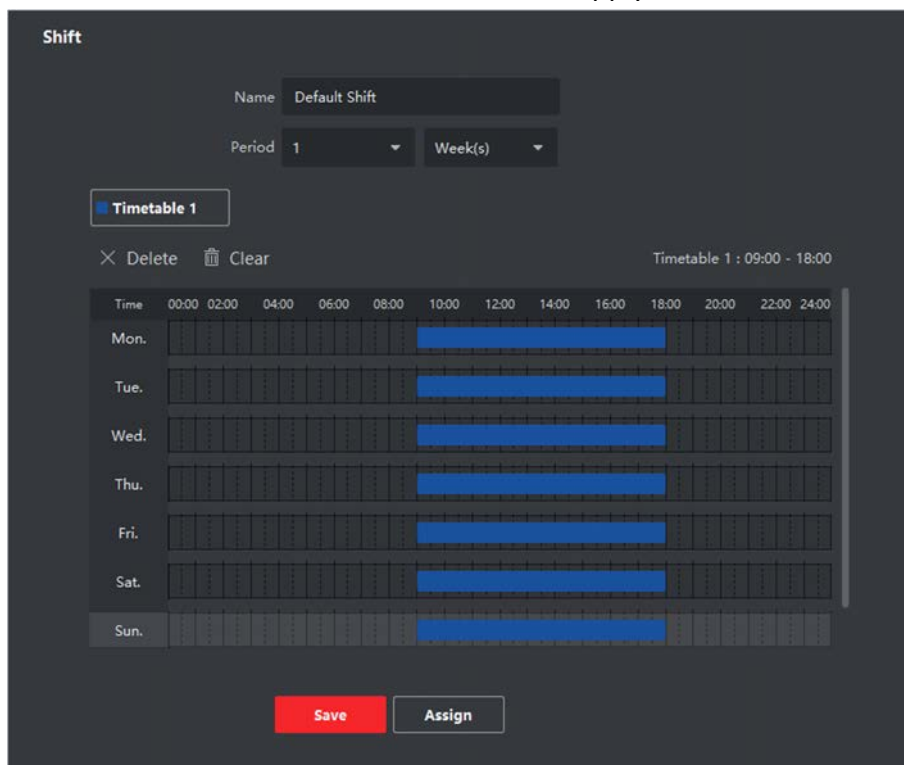 Shift
Name Default Shift
Period 1 Week(s)
Timetable 1
Delete Clear Timetable 1 : 09:00 - 18:00
Time 00:00 02:00 04:00 06:00 08:00 10:00 12:00 14:00 16:00 18:00 20:00 22:00 24:00
Mon.
Tue.
Wed.
Thu.
Fri.
Sat.
Sun.
Save Assign